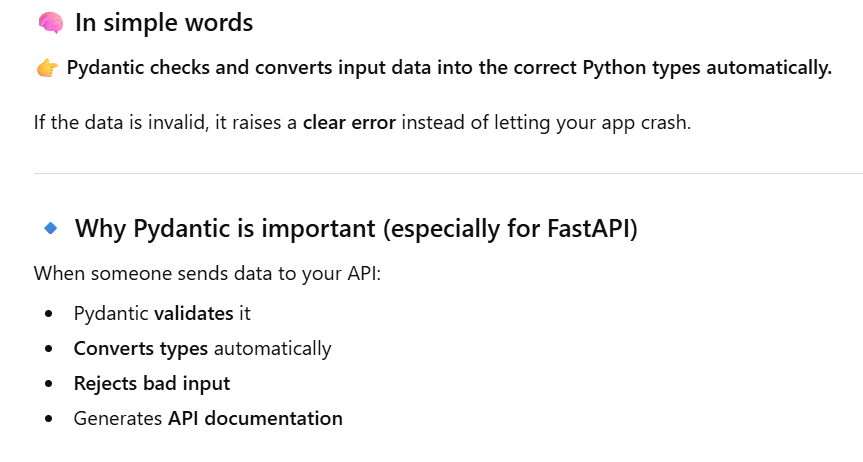 🧠 In simple words
👉 Pydantic checks and converts input data into the correct Python types automatically.
If the data is invalid, it raises a clear error instead of letting your app crash.
🔹 Why Pydantic is important (especially for FastAPI)
When someone sends data to your API:
• Pydantic validates it
• Converts types automatically
• Rejects bad input
• Generates API documentation